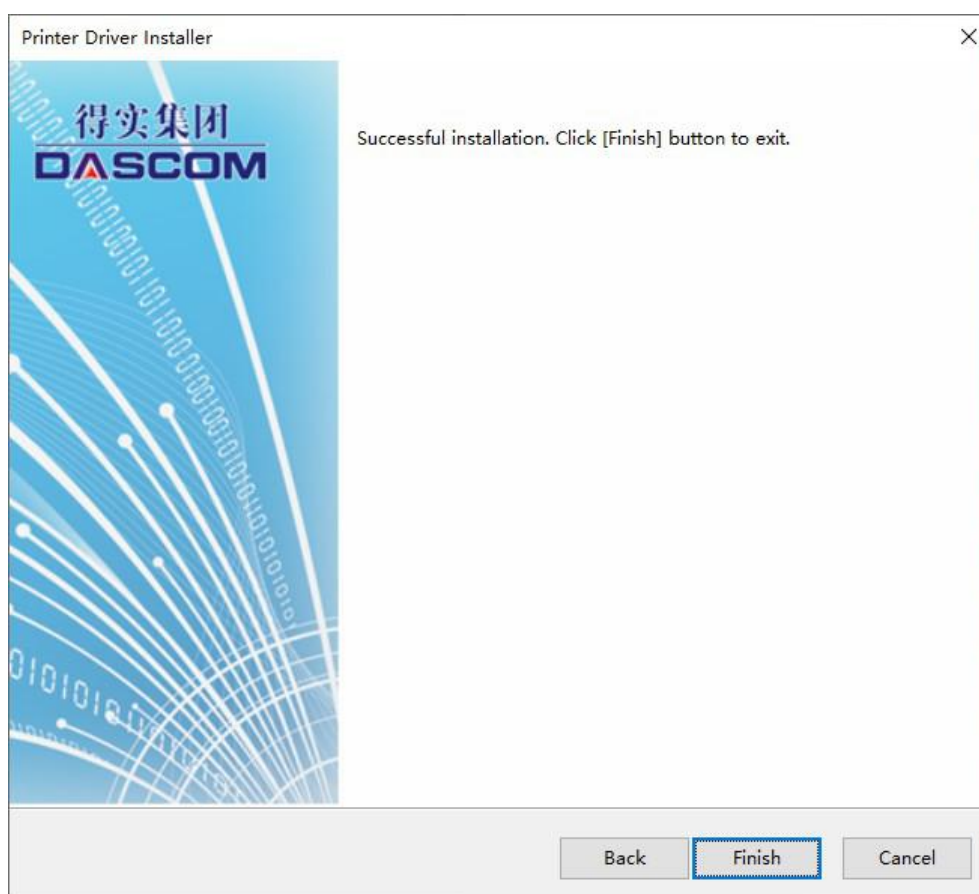 Printer Driver Installer
得实集团
DASCOM
Successful installation. Click [Finish] button to exit.
Back
Finish
Cancel